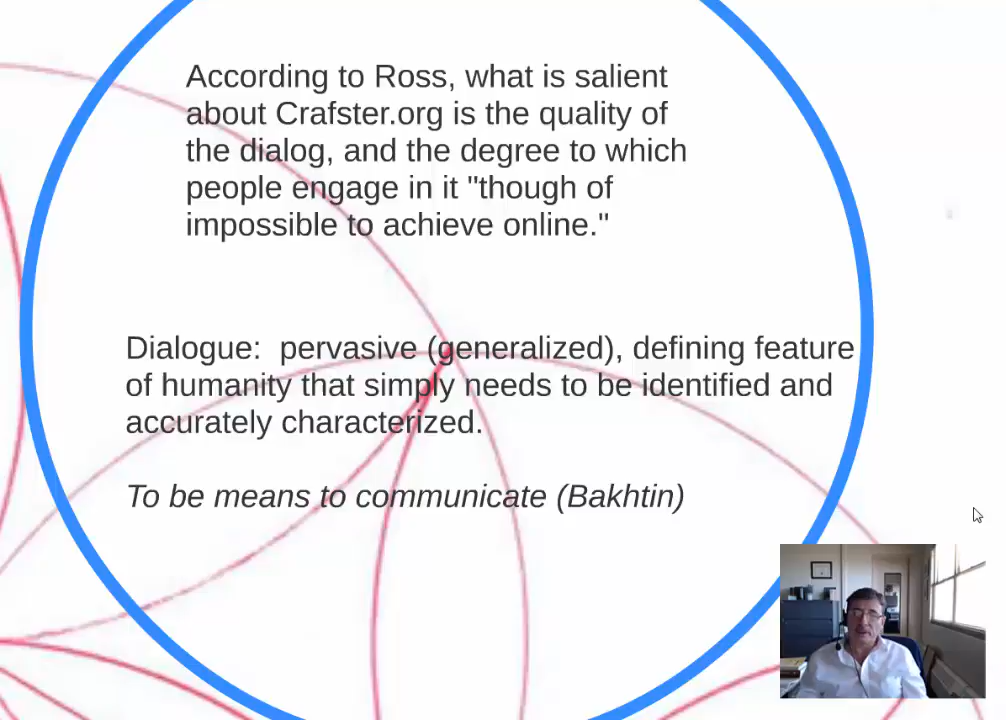 According to Ross, what is salient
about Crafster.org is the quality of
the dialog, and the degree to which
people engage in it "though of
impossible to achieve online."
Dialogue:  pervasive (generalized), defining feature
of humanity that simply needs to be identified and
accurately characterized.
To be means to communicate (Bakhtin)